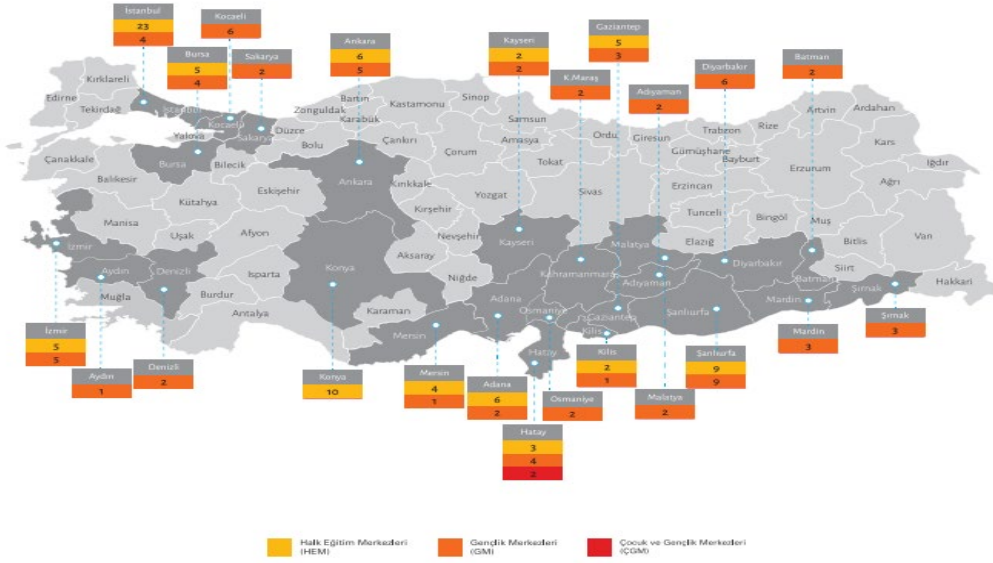 İstanbul
23
4
Kocaeli
6
Bursa
5
4
Sakarya
2
Ankara
6
5
Kayseri
2
2
K.Maraş
2
Gaziantep
5
3
Adıyaman
2
Diyarbakır
6
Batman
2
Kırklareli
Edirne
Tekirdağ
İstanbul
Kocaeli
Sakarya
Yalova
Düzce
Zonguldak
Bartın
Karabük
Kastamonu
Sinop
Samsun
Amasya
Ordu
Giresun
Trabzon
Rize
Artvin
Ardahan
Kars
Iğdır
Gümüşhane
Bayburt
Çanakkale
Balıkesir
Bursa
Bilecik
Bolu
Çankırı
Çorum
Tokat
Sivas
Erzincan
Erzurum
Ağrı
Eskişehir
Ankara
Kırıkkale
Yozgat
Kütahya
Manisa
Uşak
Afyon
Kırşehir
Nevşehir
Kayseri
Malatya
Tunceli
Bingöl
Muş
Elazığ
Bitlis
Van
İzmir
Aydın
Denizli
Isparta
Konya
Aksaray
Niğde
Kahramanmaraş
Adıyaman
Diyarbakır
Batman
Siirt
Şırnak
Hakkari
Muğla
Burdur
Antalya
Karaman
Mersin
Adana
Osmaniye
Gaziantep
Kilis
Şanlıurfa
Mardin
Hatay
İzmir
5
5
Aydın
1
Denizli
2
Konya
10
Mersin
4
1
Adana
6
2
Osmaniye
2
Kilis
2
1
Malatya
2
Şanlıurfa
9
9
Mardin
3
Şırnak
3
Hatay
3
4
2
Halk Eğitim Merkezleri
(HEM)
Gençlik Merkezleri
(GMİ
Çocuk ve Gençlik Merkezleri
(ÇGM)